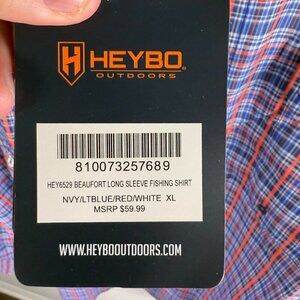 HEYBO
OUTDOORS
810073257689
HEY6529 BEAUFORT LONG SLEEVE FISHING SHIRT
NVY/LTBLUE/RED/WHITE XL
MSRP $59.99
WWW.HEYBOOUTDOORS.COM